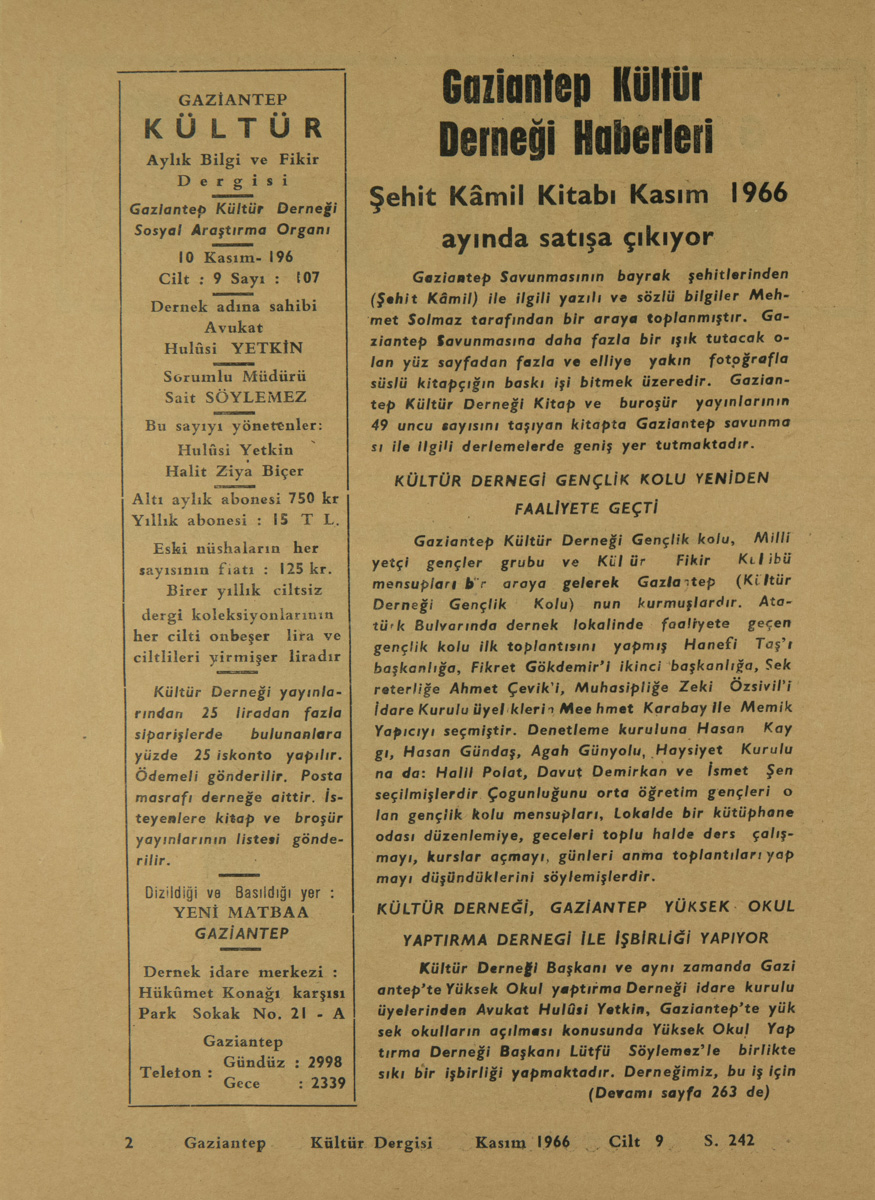 GAZİANTEP
KÜLTÜR
Aylık Bilgi ve Fikir
Dergisi
Gaziantep Kültür Derneği
Sosyal Araştırma Organı
10 Kasım- 196
Cilt : 9 Sayı : 107
Dernek adına sahibi
Avukat
Hulûsi YETKİN
Sorumlu Müdürü
Sait SÖYLEMEZ
Bu sayıyı yönetenler:
Hulûsi Yetkin
Halit Ziya Biçer
Altı aylık abonesi 750 kr
Yıllık abonesi : 15 T L.
Eski nüshaların her
sayısının fiatı : 125 kr.
Birer yıllık ciltsiz
dergi koleksiyonlarının
her cilti onbeşer lira ve
ciltlileri yirmişer liradır
Kültür Derneği yayınla-
rından 25 liradan fazla
siparişlerde bulunanlara
yüzde 25 iskonto yapılır.
Ödemeli gönderilir. Posta
masrafı derneğe aittir. İs-
teyenlere kitap ve broşür
yayınlarının listesi gönde-
rilir.
Dizildiği ve Basıldığı yer :
YENİ MATBAA
GAZİANTEP
Dernek idare merkezi :
Hükûmet Konağı karşısı
Park Sokak No. 21 - A
Gaziantep
Telefon : Gündüz : 2998
Gece : 2339
Gaziantep Kültür
Derneği Haberleri
Şehit Kâmil Kitabı Kasım 1966
ayında satışa çıkıyor
Gaziantep Savunmasının bayrak şehitlerinden
(Şehit Kâmil) ile ilgili yazılı ve sözlü bilgiler Meh-
met Solmaz tarafından bir araya toplanmıştır. Ga-
ziantep Savunmasına daha fazla bir ışık tutacak o-
lan yüz sayfadan fazla ve elliye yakın fotoğrafla
süslü kitapçığın baskı işi bitmek üzeredir. Gazian-
tep Kültür Derneği Kitap ve buroşür yayınlarının
49 uncu sayısını taşıyan kitapta Gaziantep savunma
sı ile ilgili derlemelerde geniş yer tutmaktadır.
KÜLTÜR DERNEGİ GENÇLİK KOLU YENİDEN
FAALİYETE GEÇTİ
Gaziantep Kültür Derneği Gençlik kolu, Milli
yetçi gençler grubu ve Kül ür Fikir Kulübü
mensupları bir araya gelerek Gaziantep (Kültür
Derneği Gençlik Kolu) nun kurmuşlardır. Ata-
türk Bulvarında dernek lokalinde faaliyete geçen
gençlik kolu ilk toplantısını yapmış Hanefi Taş'ı
başkanlığa, Fikret Gökdemir'i ikinci başkanlığa, Sek
reterliğe Ahmet Çevik'i, Muhasipliğe Zeki Özsivil'i
İdare Kurulu üyeliklerin Mee hmet Karabay ile Memik
Yapıcıyı seçmiştir. Denetleme kuruluna Hasan Kay
gı, Hasan Gündaş, Agah Günyolu, Haysiyet Kurulu
na da: Halil Polat, Davut Demirkan ve İsmet Şen
seçilmişlerdir Çogunluğunu orta öğretim gençleri o
lan gençlik kolu mensupları, Lokalde bir kütüphane
odası düzenlemiye, geceleri toplu halde ders çalış-
mayı, kurslar açmayı, günleri anma toplantıları yap
mayı düşündüklerini söylemişlerdir.
KÜLTÜR DERNEĞİ, GAZİANTEP YÜKSEK OKUL
YAPTIRMA DERNEGİ İLE İŞBİRLİĞİ YAPIYOR
Kültür Derneği Başkanı ve aynı zamanda Gazi
antep'te Yüksek Okul yaptırma Derneği idare kurulu
üyelerinden Avukat Hulûsi Yetkin, Gaziantep'te yük
sek okulların açılması konusunda Yüksek Okul Yap
tırma Derneği Başkanı Lütfü Söylemez'le birlikte
sıkı bir işbirliği yapmaktadır. Derneğimiz, bu iş için
(Devamı sayfa 263 de)
2 Gaziantep Kültür Dergisi Kasım 1966 Cilt 9 S. 242